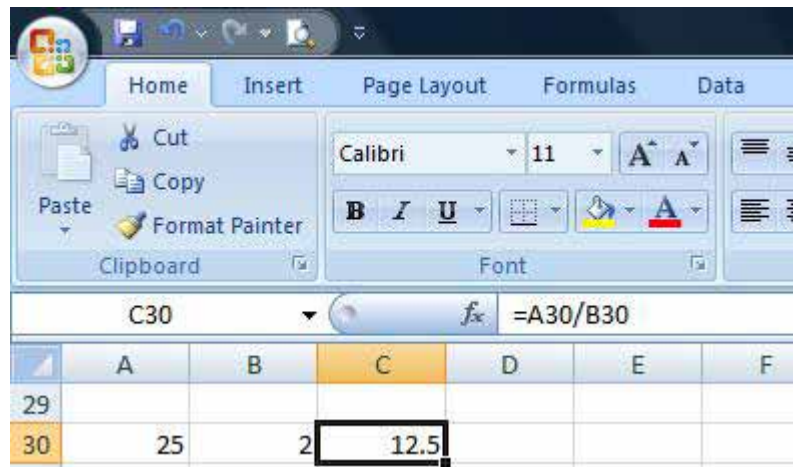 Home Insert Page Layout Formulas Data
Cut
Copy
Format Painter
Paste
Clipboard
Calibri 11 A A
B I U A
Font
C30 fx =A30/B30
A B C D E F
29
30 25 2 12.5